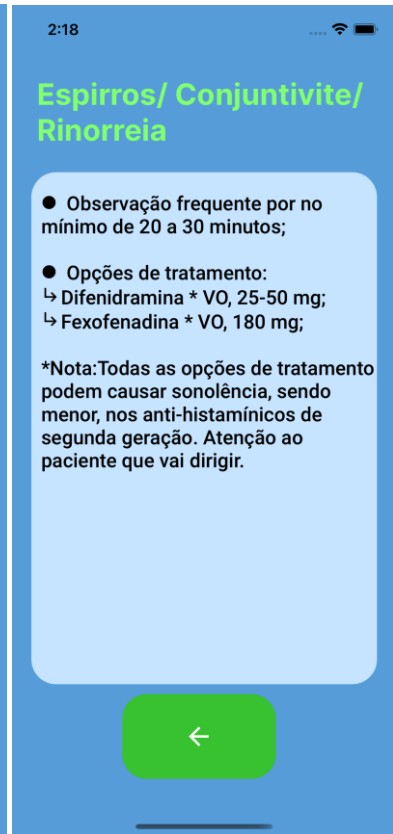 2:18
Espirros/ Conjuntivite/
Rinorreia
● Observação frequente por no
mínimo de 20 a 30 minutos;
● Opções de tratamento:
↳ Difenidramina * VO, 25-50 mg;
↳ Fexofenadina * VO, 180 mg;
*Nota:Todas as opções de tratamento
podem causar sonolência, sendo
menor, nos anti-histamínicos de
segunda geração. Atenção ao
paciente que vai dirigir.